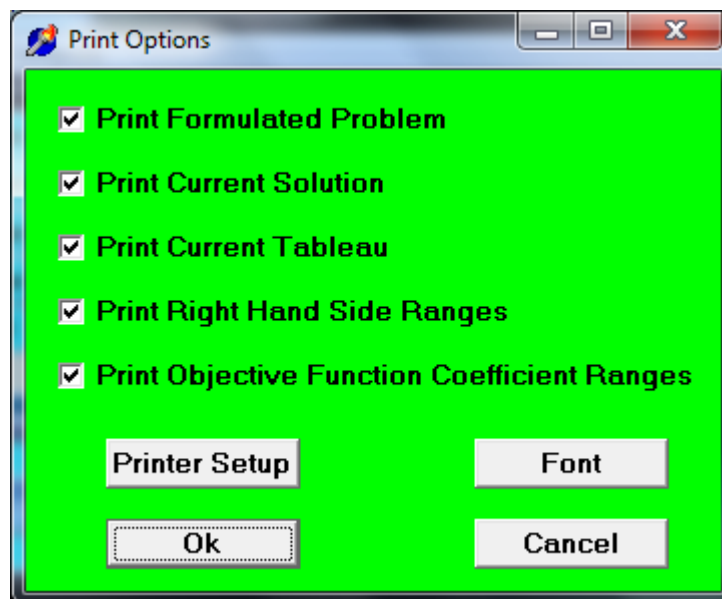 Print Options
Print Formulated Problem
Print Current Solution
Print Current Tableau
Print Right Hand Side Ranges
Print Objective Function Coefficient Ranges
Printer Setup
Font
Ok
Cancel